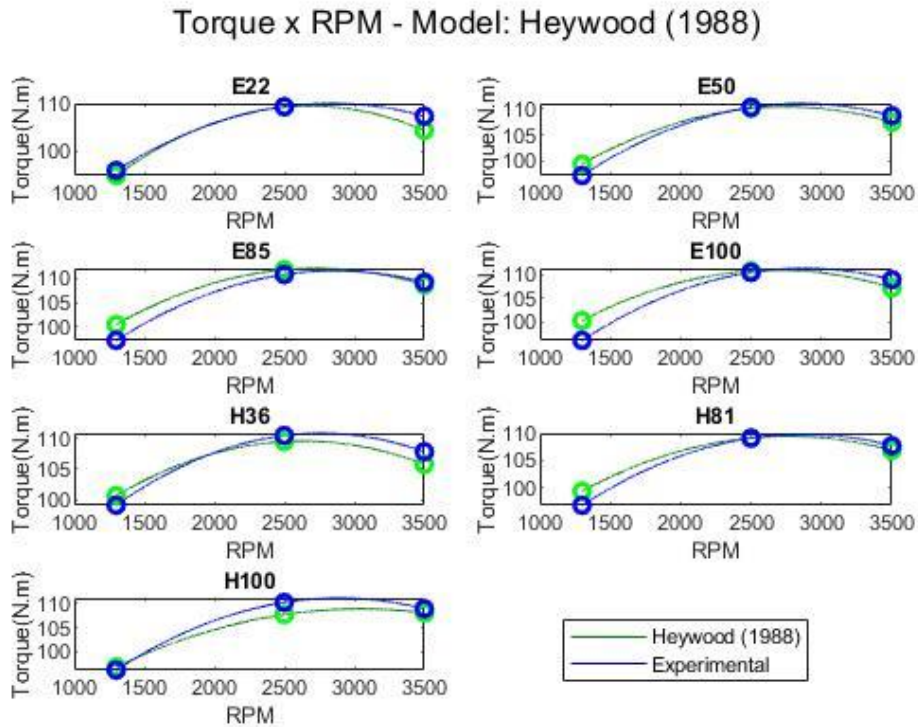 Torque x RPM - Model: Heywood (1988)
E22
Torque(N.m)
110
100
1000 1500 2000 2500 3000 3500
RPM
E50
Torque(N.m)
110
105
100
1000 1500 2000 2500 3000 3500
RPM
E85
Torque(N.m)
110
105
100
1000 1500 2000 2500 3000 3500
RPM
E100
Torque(N.m)
110
105
100
1000 1500 2000 2500 3000 3500
RPM
H36
Torque(N.m)
110
105
100
1000 1500 2000 2500 3000 3500
RPM
H81
Torque(N.m)
110
105
100
1000 1500 2000 2500 3000 3500
RPM
H100
Torque(N.m)
110
105
100
1000 1500 2000 2500 3000 3500
RPM
Heywood (1988)
Experimental